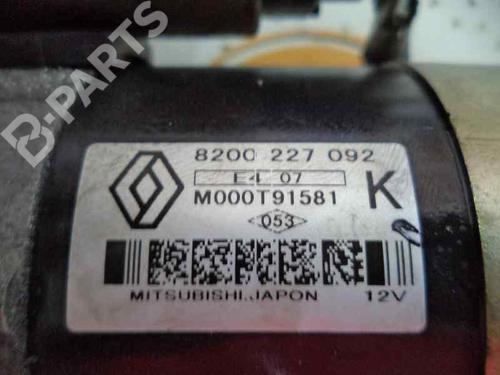 B-PARTS
8200 227 092
E4 07
M000T91581
K
053
MITSUBISHI.JAPON
12V